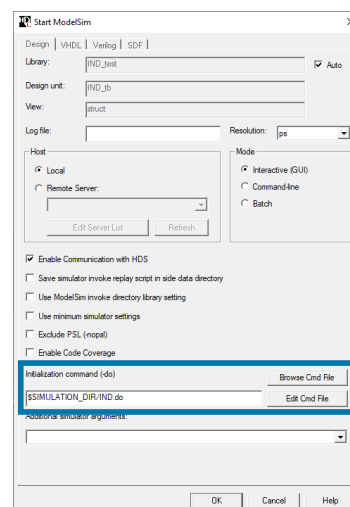 Start ModelSim
Design VHDL Verilog SDF
Library: IND_test Auto
Design unit: IND_tb
View: struct
Log file: Resolution: ps
Host Mode
Local Interactive (GUI)
Remote Server: Command-line
Batch
Edit Server List Refresh
Enable Communication with HDS
Save simulator invoke replay script in side data directory
Use ModelSim invoke directory library setting
Use minimum simulator settings
Exclude PSL (-nopsl)
Enable Code Coverage
Initialization command (-do) Browse Cmd File
$SIMULATION_DIR/IND.do Edit Cmd File
Additional simulator arguments:
OK Cancel Help